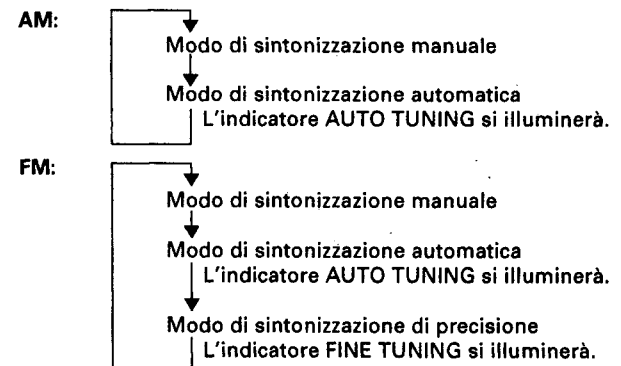 AM:
Modo di sintonizzazione manuale
Modo di sintonizzazione automatica
L'indicatore AUTO TUNING si illuminerà.
FM:
Modo di sintonizzazione manuale
Modo di sintonizzazione automatica
L'indicatore AUTO TUNING si illuminerà.
Modo di sintonizzazione di precisione
L'indicatore FINE TUNING si illuminerà.